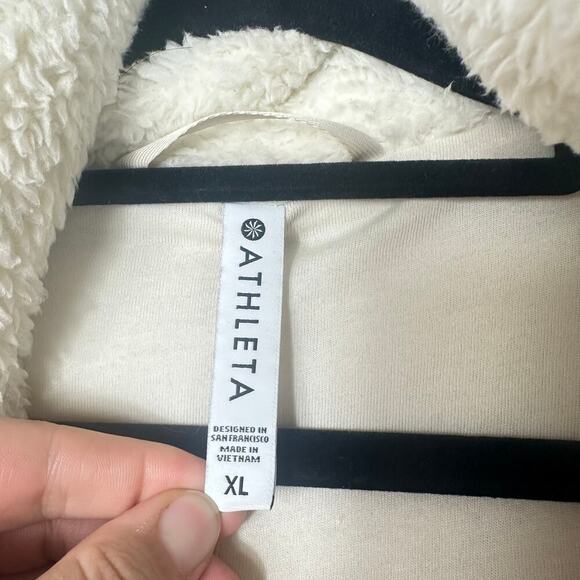 ATHLETA
DESIGNED IN
SAN FRANCISCO
MADE IN
VIETNAM
XL